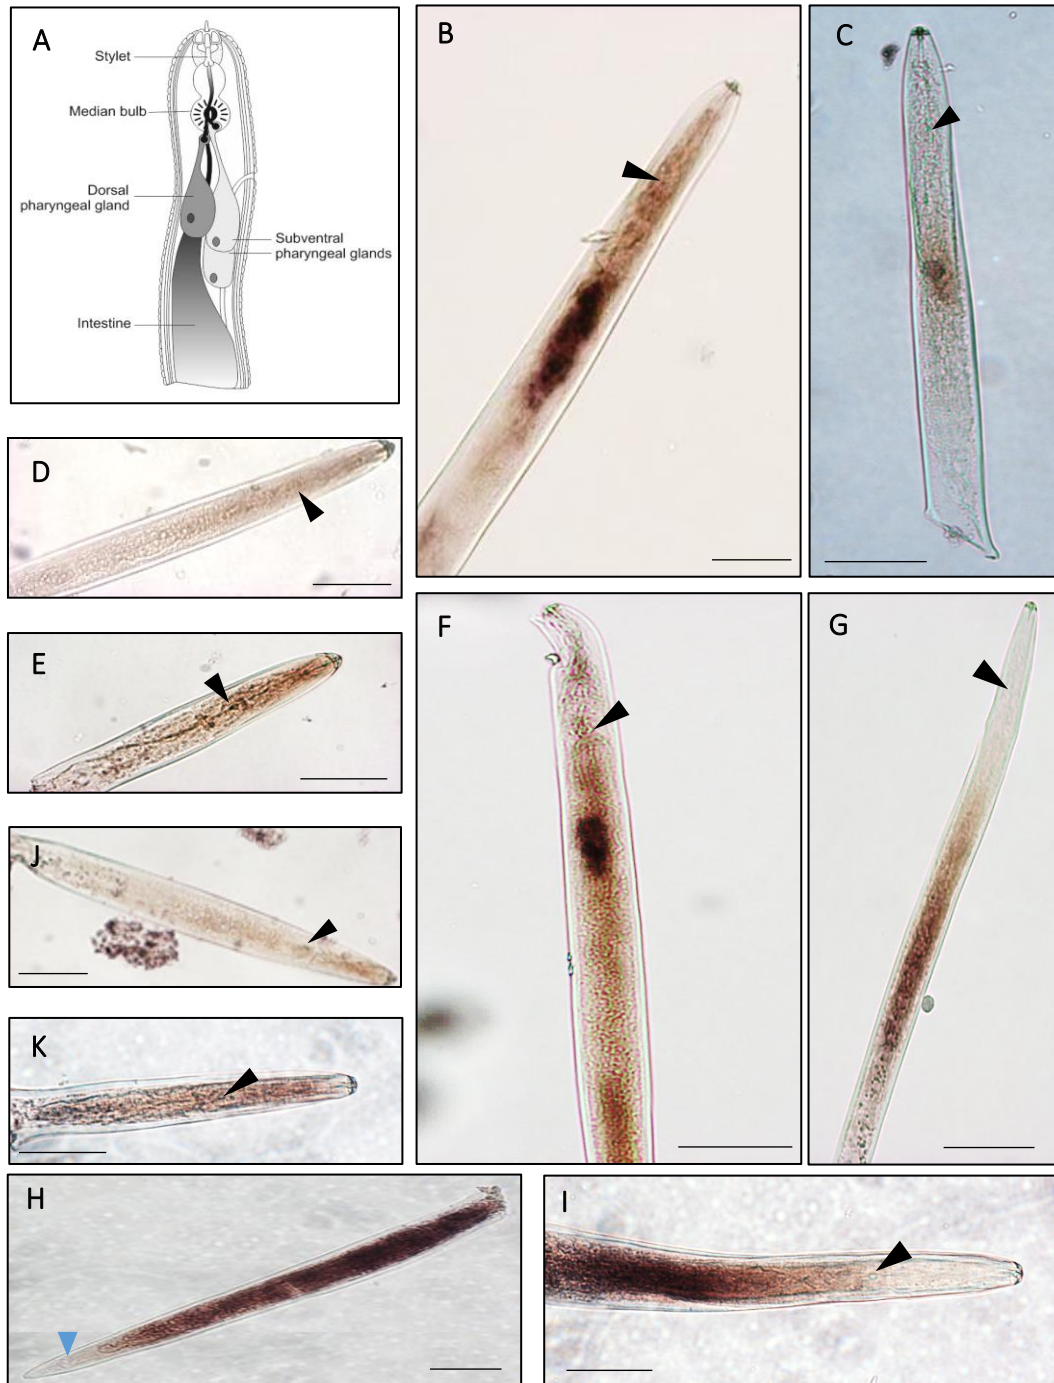 A
Stylet
Median bulb
Dorsal
pharyngeal gland
Subventral
pharyngeal glands
Intestine
B
C
D
E
F
G
J
K
H
I